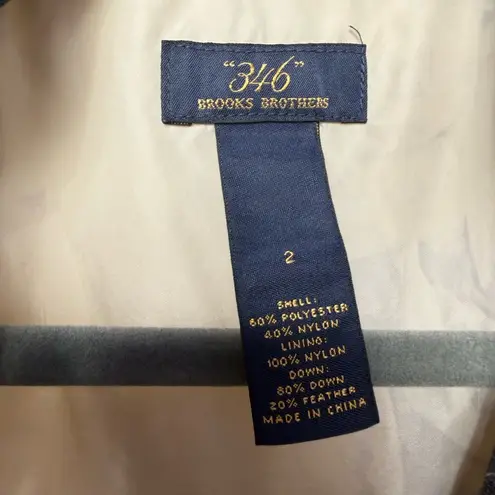 "346"
BROOKS BROTHERS
2
SHELL:
60% POLYESTER
40% NYLON
LINING:
100% NYLON
DOWN:
80% DOWN
20% FEATHER
MADE IN CHINA